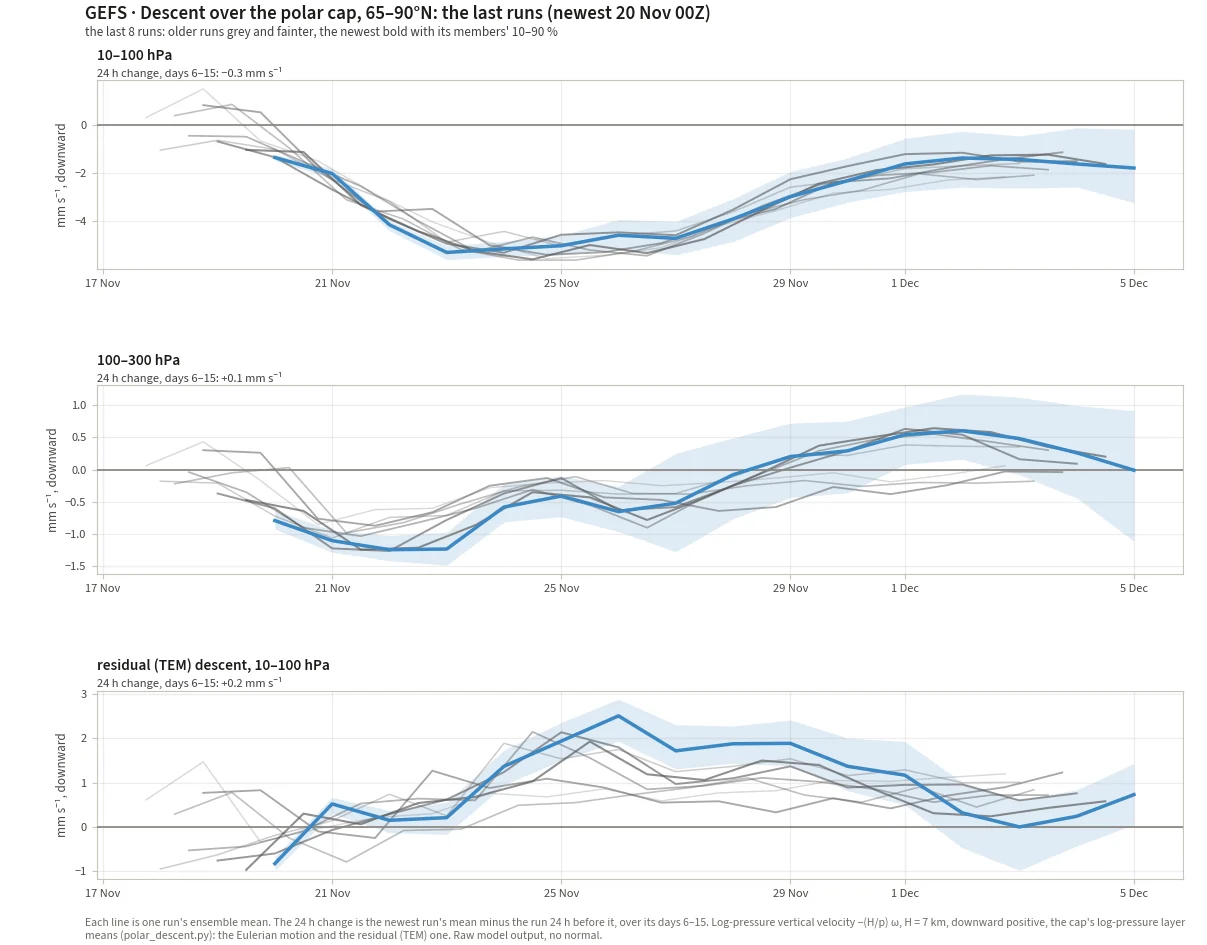 GEFS · Descent over the polar cap, 65–90°N: the last runs (newest 20 Nov 00Z)
the last 8 runs: older runs grey and fainter, the newest bold with its members' 10–90 %
10–100 hPa
24 h change, days 6–15: −0.3 mm s⁻¹
mm s⁻¹, downward
0
−2
−4
17 Nov
21 Nov
25 Nov
29 Nov
1 Dec
5 Dec
100–300 hPa
24 h change, days 6–15: +0.1 mm s⁻¹
mm s⁻¹, downward
1.0
0.5
0.0
−0.5
−1.0
−1.5
17 Nov
21 Nov
25 Nov
29 Nov
1 Dec
5 Dec
residual (TEM) descent, 10–100 hPa
24 h change, days 6–15: +0.2 mm s⁻¹
mm s⁻¹, downward
3
2
1
0
−1
17 Nov
21 Nov
25 Nov
29 Nov
1 Dec
5 Dec
Each line is one run's ensemble mean. The 24 h change is the newest run's mean minus the run 24 h before it, over its days 6–15. Log-pressure vertical velocity −(H/p) ω, H = 7 km, downward positive, the cap's log-pressure layer
means (polar_descent.py): the Eulerian motion and the residual (TEM) one. Raw model output, no normal.